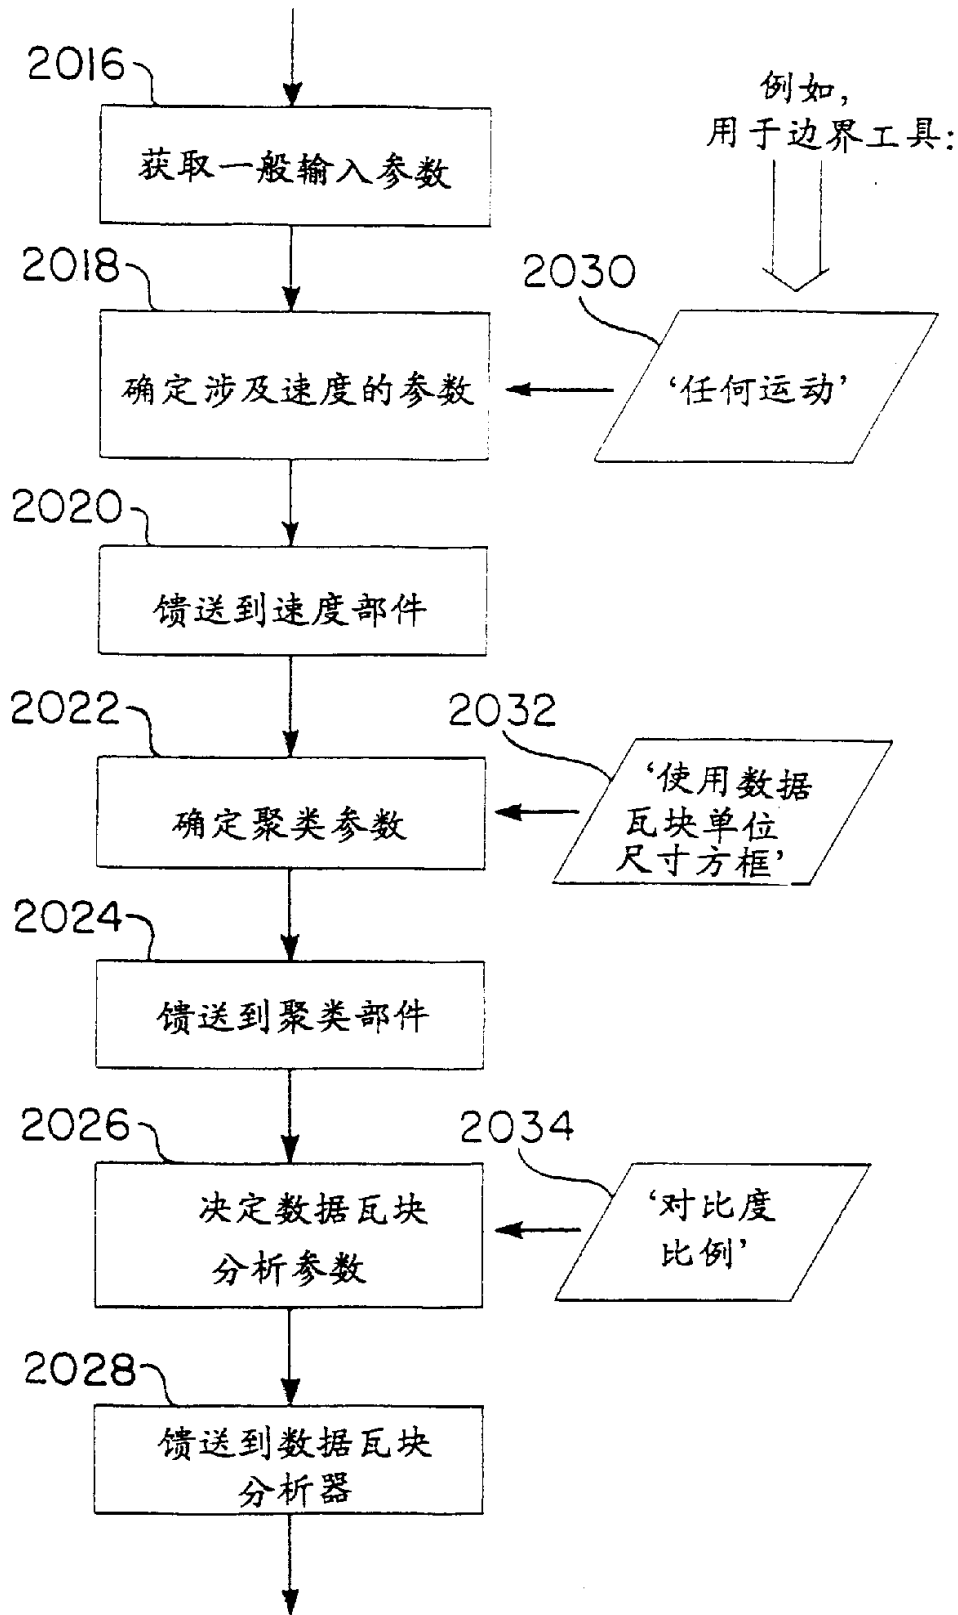 2016
获取一般输入参数
例如,
用于边界工具:
2018
确定涉及速度的参数
2030
‘任何运动’
2020
馈送到速度部件
2022
确定聚类参数
2032
‘使用数据
瓦块单位
尺寸方框’
2024
馈送到聚类部件
2026
决定数据瓦块
分析参数
2034
‘对比度
比例’
2028
馈送到数据瓦块
分析器